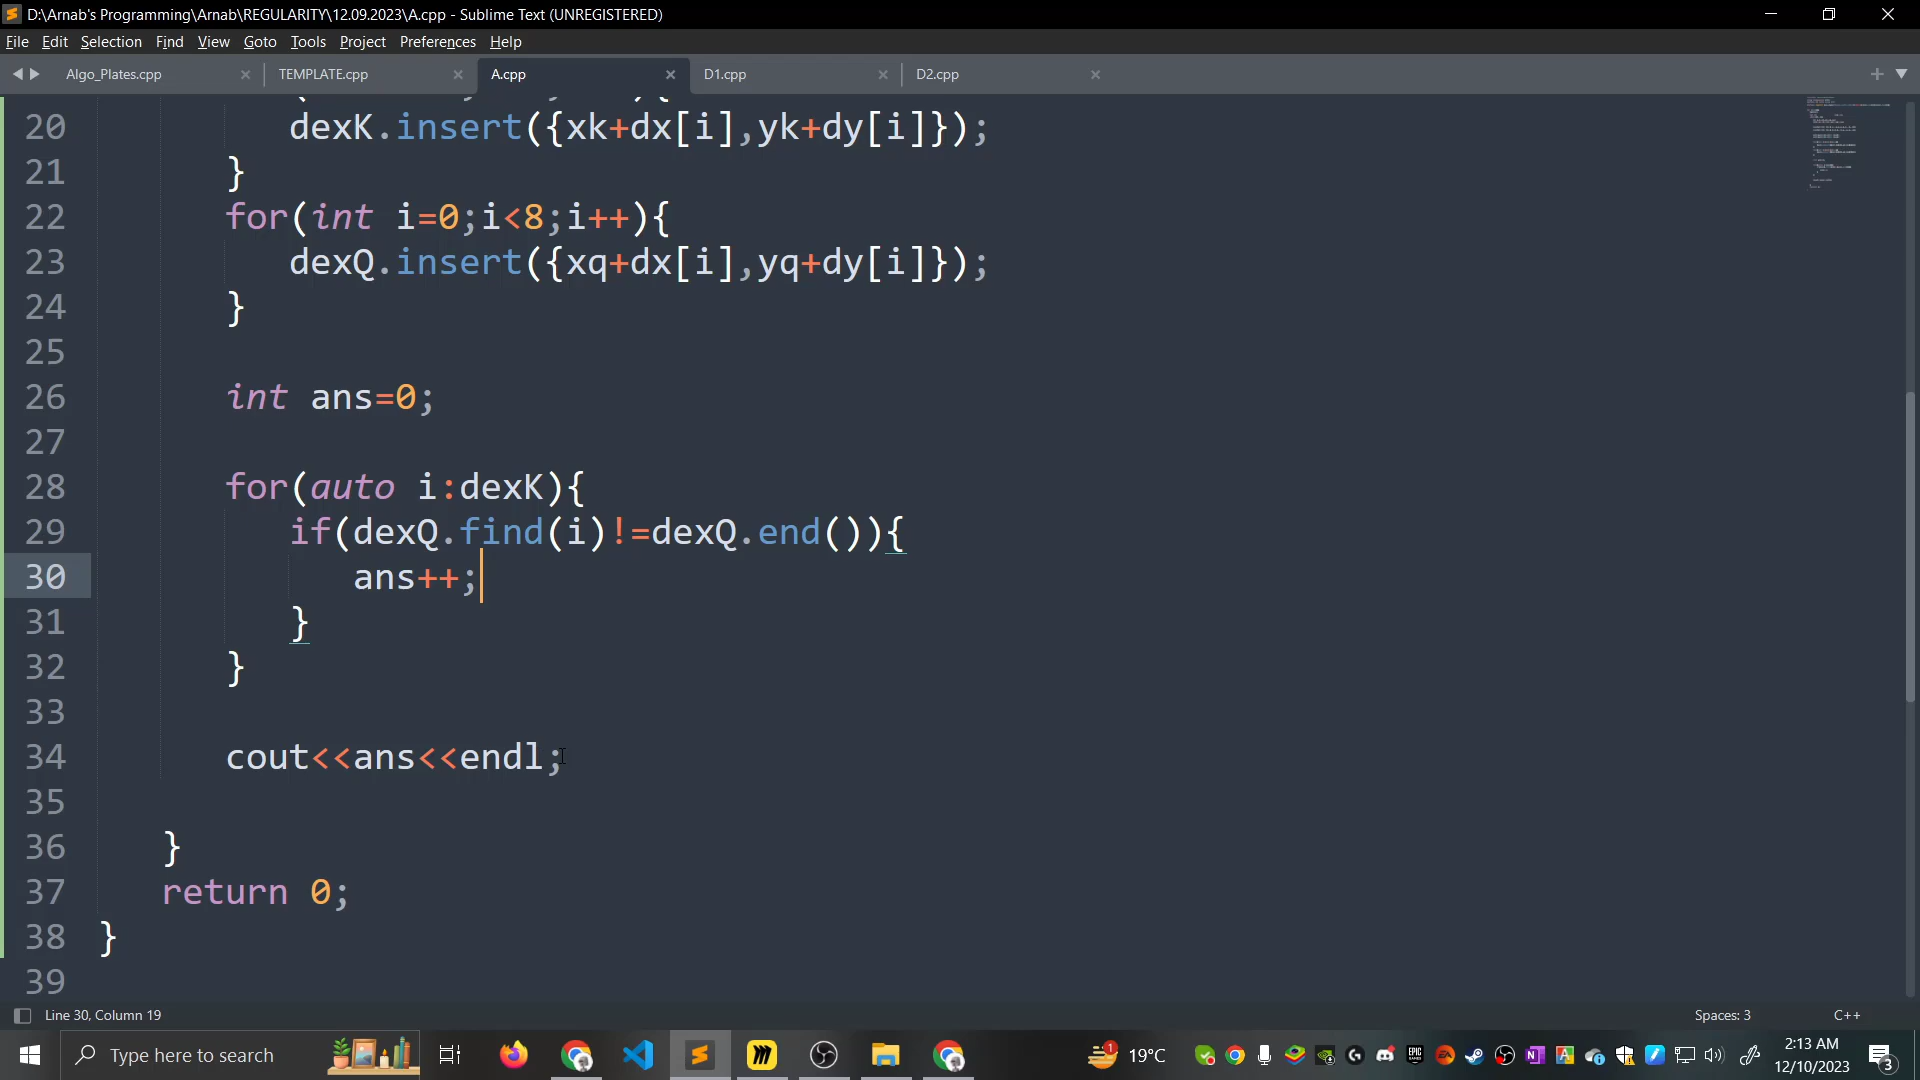 D:\Arnab's Programming\Arnab\REGULARITY\12.09.2023\A.cpp - Sublime Text (UNREGISTERED)
File Edit Selection Find View Goto Tools Project Preferences Help
Algo_Plates.cpp TEMPLATE.cpp A.cpp D1.cpp D2.cpp
20 dexK.insert({xk+dx[i],yk+dy[i]});
21 }
22 for(int i=0;i<8;i++){
23 dexQ.insert({xq+dx[i],yq+dy[i]});
24 }
25
26 int ans=0;
27
28 for(auto i:dexK){
29 if(dexQ.find(i)!=dexQ.end()){
30 ans++;
31 }
32 }
33
34 cout<<ans<<endl;
35
36 }
37 return 0;
38 }
39
Line 30, Column 19 Spaces: 3 C++
Type here to search 19°C 2:13 AM
12/10/2023 3